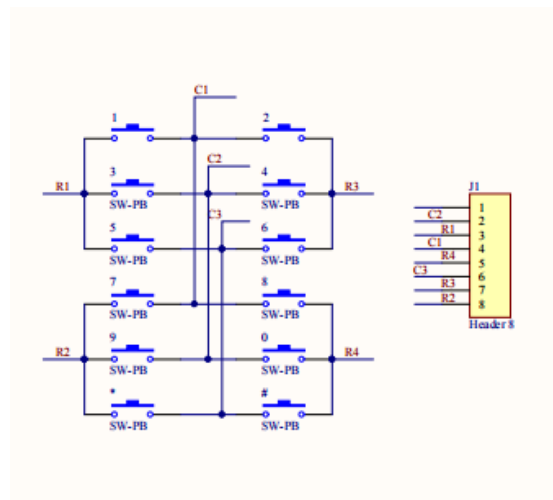 C1
1 2
C2
3 4
R1 SW-PB SW-PB R3
C3
5 6
SW-PB SW-PB
7 8
SW-PB SW-PB
9 0
R2 SW-PB SW-PB R4
* #
SW-PB SW-PB
J1
1
C2 2
R1 3
C1 4
R4 5
C3 6
R3 7
R2 8
Header 8